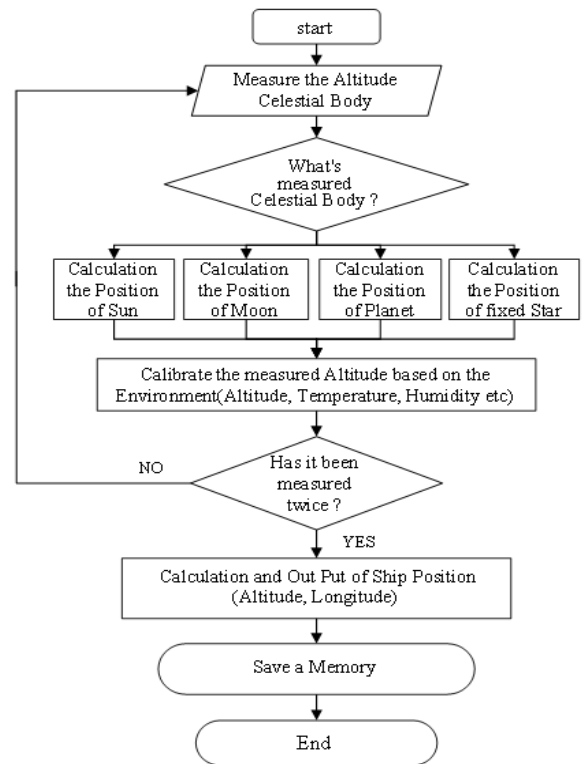 start
Measure the Altitude
Celestial Body
What's
measured
Celestial Body ?
Calculation
the Position
of Sun
Calculation
the Position
of Moon
Calculation
the Position
of Planet
Calculation
the Position
of fixed Star
Calibrate the measured Altitude based on the
Environment(Altitude, Temperature, Humidity etc)
NO
Has it been
measured
twice ?
YES
Calculation and Out Put of Ship Position
(Altitude, Longitude)
Save a Memory
End